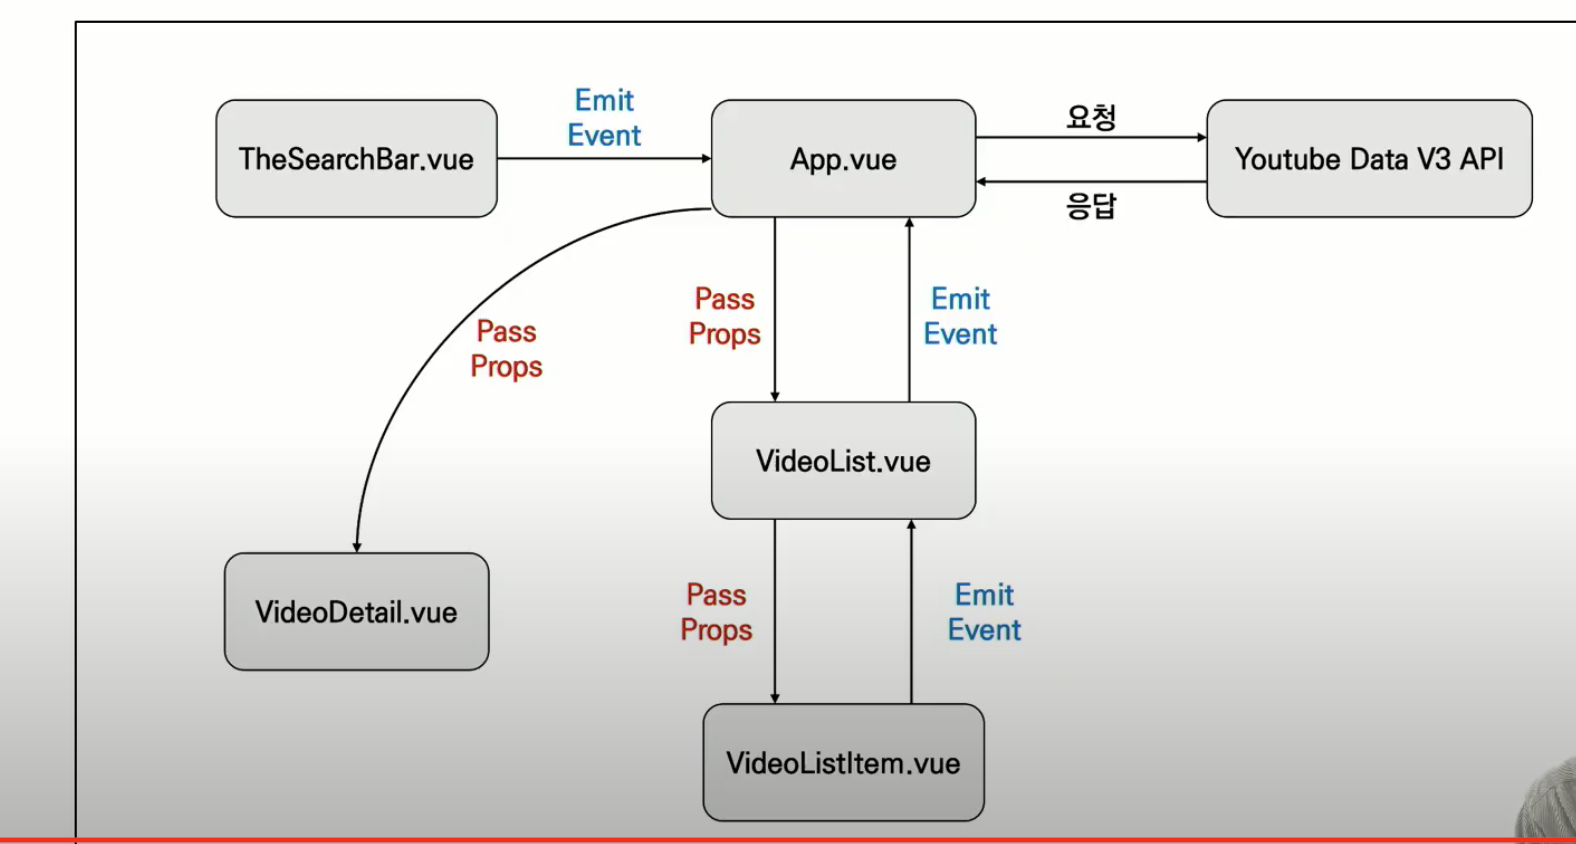 TheSearchBar.vue
Emit
Event
App.vue
요청
응답
Youtube Data V3 API
Pass
Props
Pass
Props
Emit
Event
VideoList.vue
VideoDetail.vue
Pass
Props
Emit
Event
VideoListItem.vue